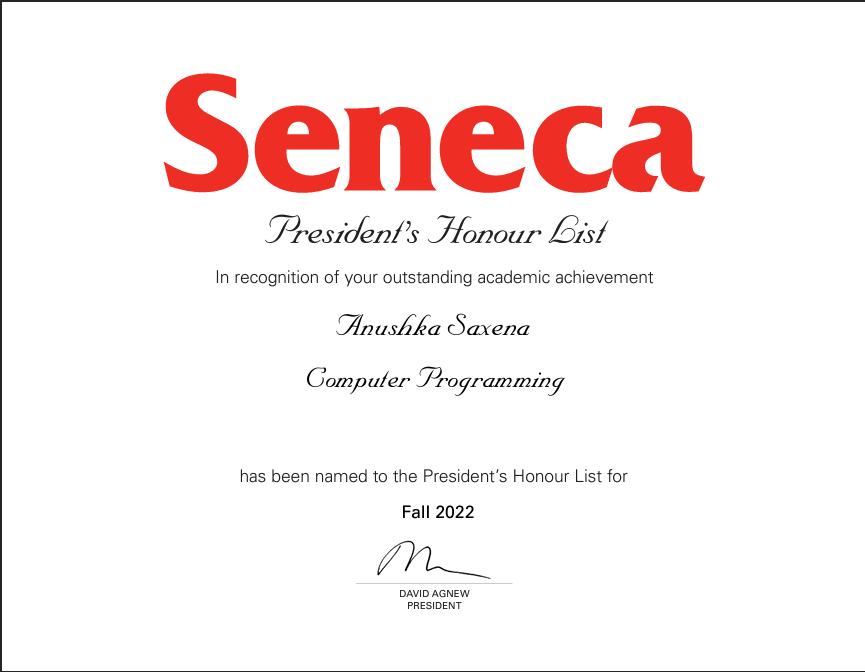 Seneca
President's Honour List
In recognition of your outstanding academic achievement
Anushka Saxena
Computer Programming
has been named to the President's Honour List for
Fall 2022
DAVID AGNEW
PRESIDENT